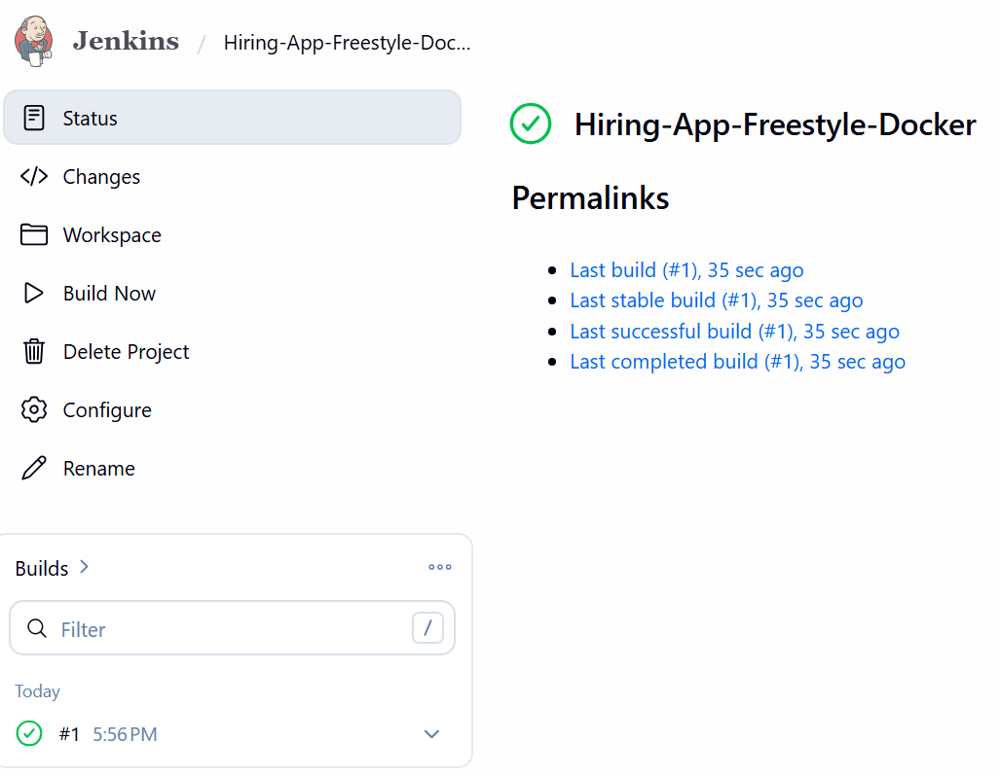 Jenkins / Hiring-App-Freestyle-Doc...
Status
Changes
Workspace
Build Now
Delete Project
Configure
Rename
Builds
Filter /
Today
#1 5:56 PM
Hiring-App-Freestyle-Docker
Permalinks
Last build (#1), 35 sec ago
Last stable build (#1), 35 sec ago
Last successful build (#1), 35 sec ago
Last completed build (#1), 35 sec ago